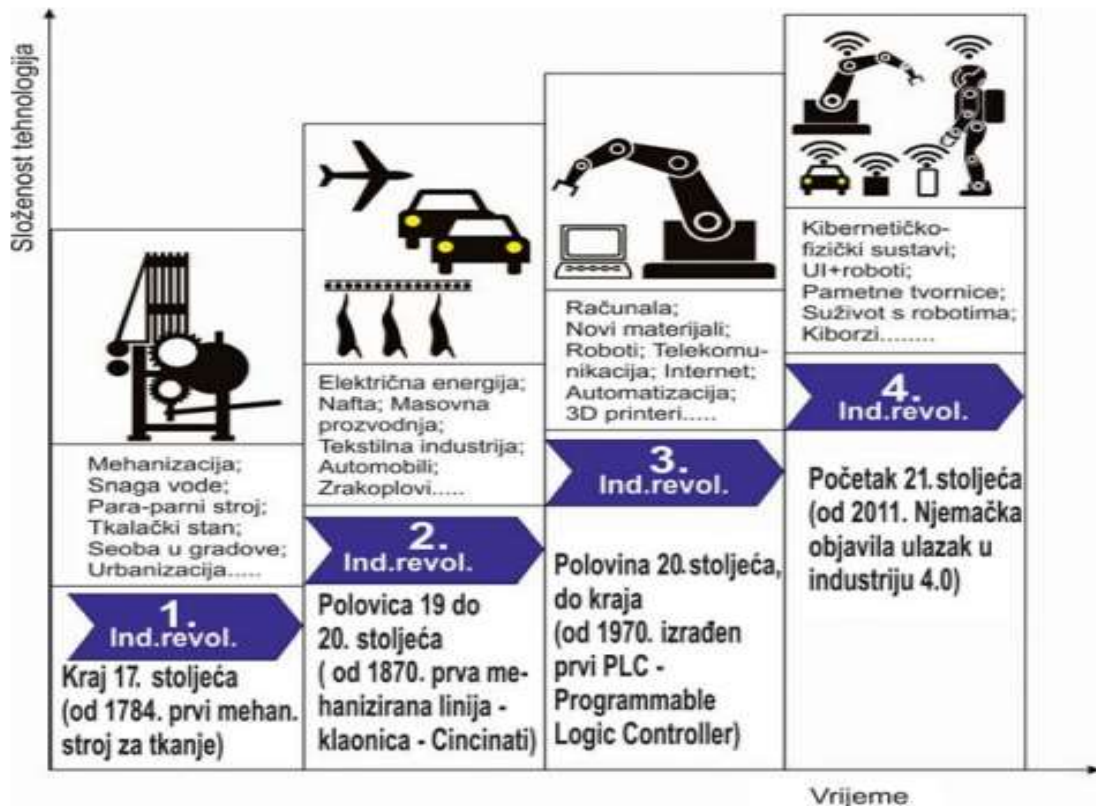 Složenost tehnologija
Mehanizacija;
Snaga vode;
Para-parni stroj;
Tkalački stan;
Seoba u gradove;
Urbanizacija.....
1.
Ind.revol.
Kraj 17. stoljeća
(od 1784. prvi mehan.
stroj za tkanje)
Električna energija;
Nafta; Masovna
prozvodnja;
Tekstilna industrija;
Automobili;
Zrakoplovi.....
2.
Ind.revol.
Polovica 19 do
20. stoljeća
( od 1870. prva me-
hanizirana linija -
klaonica - Cincinati)
Računala;
Novi materijali;
Roboti; Telekomu-
nikacija; Internet;
Automatizacija;
3D printeri.....
3.
Ind.revol.
Polovina 20.stoljeća,
do kraja
(od 1970. izrađen
prvi PLC -
Programmable
Logic Controller)
Kibernetičko-
fizički sustavi;
UI+roboti;
Pametne tvornice;
Suživot s robotima;
Kiborzi........
4.
Ind.revol.
Početak 21.stoljeća
(od 2011. Njemačka
objavila ulazak u
industriju 4.0)
Vrijeme